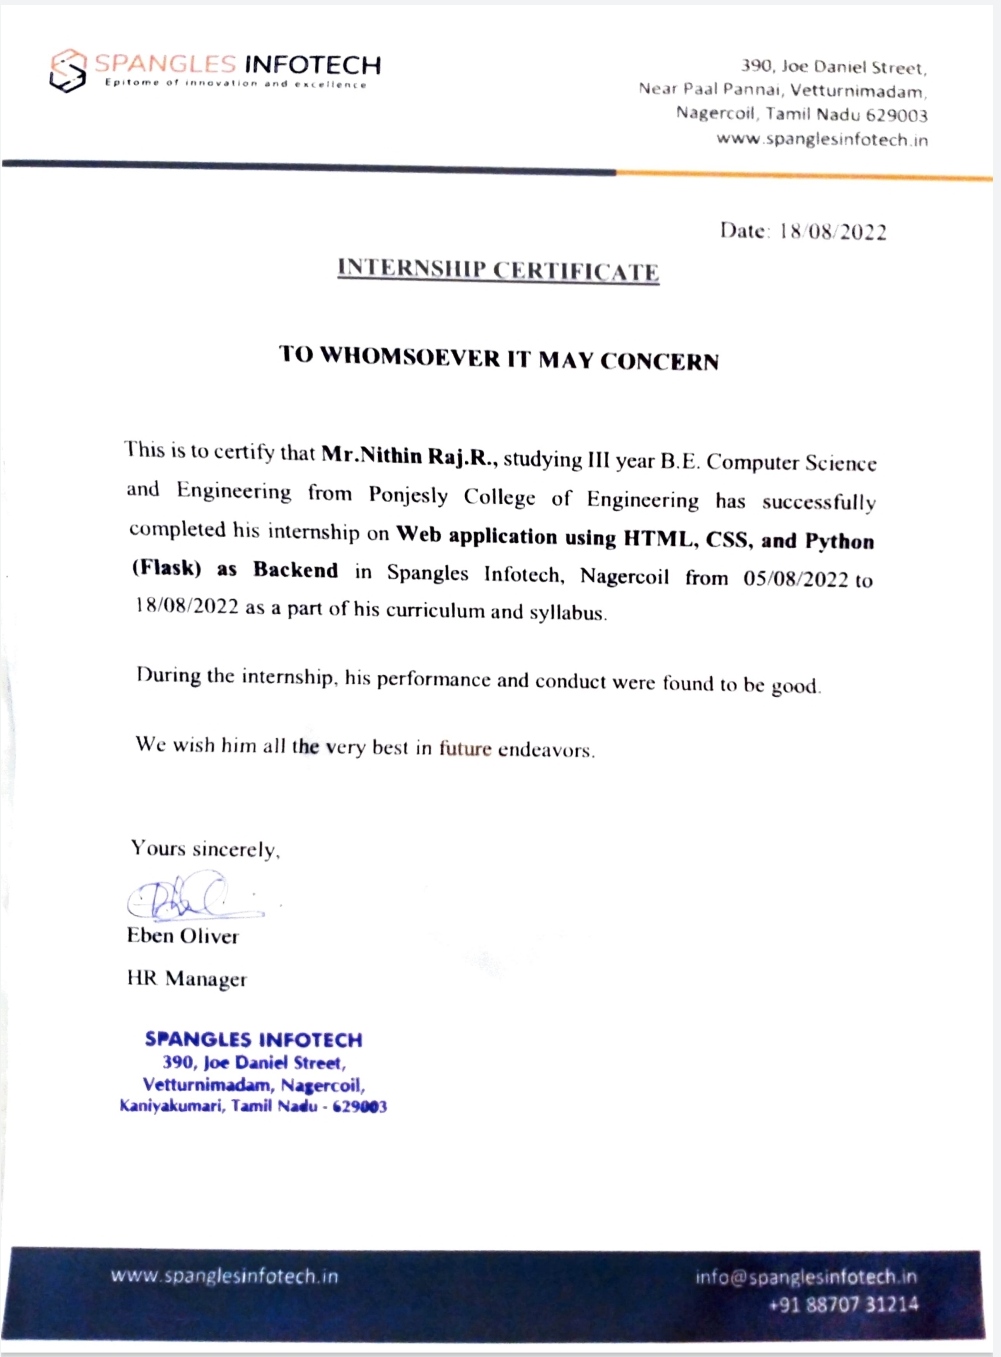 SPANGLES INFOTECH
Epitome of innovation and excellence
390, Joe Daniel Street,
Near Paal Pannai, Vetturnimadam,
Nagercoil, Tamil Nadu 629003
www.spanglesinfotech.in
Date: 18/08/2022
INTERNSHIP CERTIFICATE
TO WHOMSOEVER IT MAY CONCERN
This is to certify that Mr.Nithin Raj.R., studying III year B.E. Computer Science
and Engineering from Ponjesly College of Engineering has successfully
completed his internship on Web application using HTML, CSS, and Python
(Flask) as Backend in Spangles Infotech, Nagercoil from 05/08/2022 to
18/08/2022 as a part of his curriculum and syllabus.
During the internship, his performance and conduct were found to be good.
We wish him all the very best in future endeavors.
Yours sincerely,
Eben Oliver
HR Manager
SPANGLES INFOTECH
390, Joe Daniel Street,
Vetturnimadam, Nagercoil,
Kaniyakumari, Tamil Nadu - 629003
www.spanglesinfotech.in
info@spanglesinfotech.in
+91 88707 31214